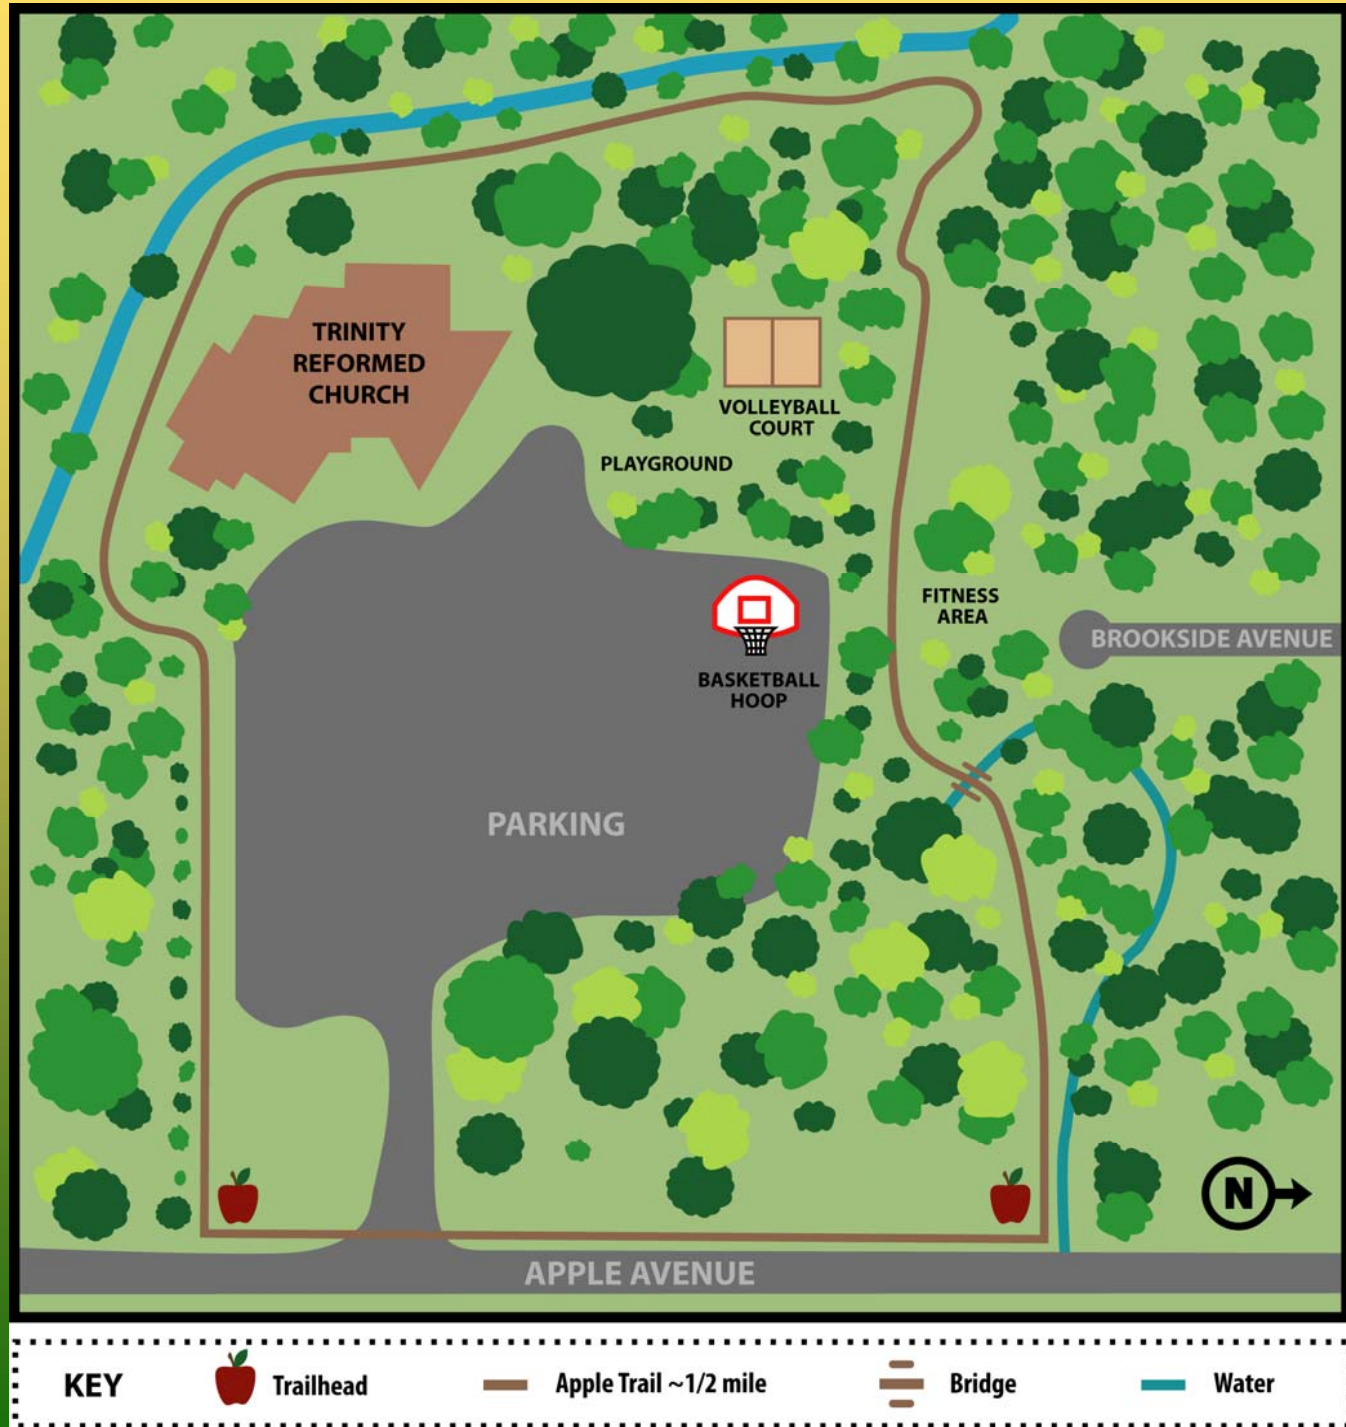 TRINITY
REFORMED
CHURCH
VOLLEYBALL
COURT
PLAYGROUND
FITNESS
AREA
BROOKSIDE AVENUE
BASKETBALL
HOOP
PARKING
N
APPLE AVENUE
KEY
Trailhead
Apple Trail ~1/2 mile
Bridge
Water